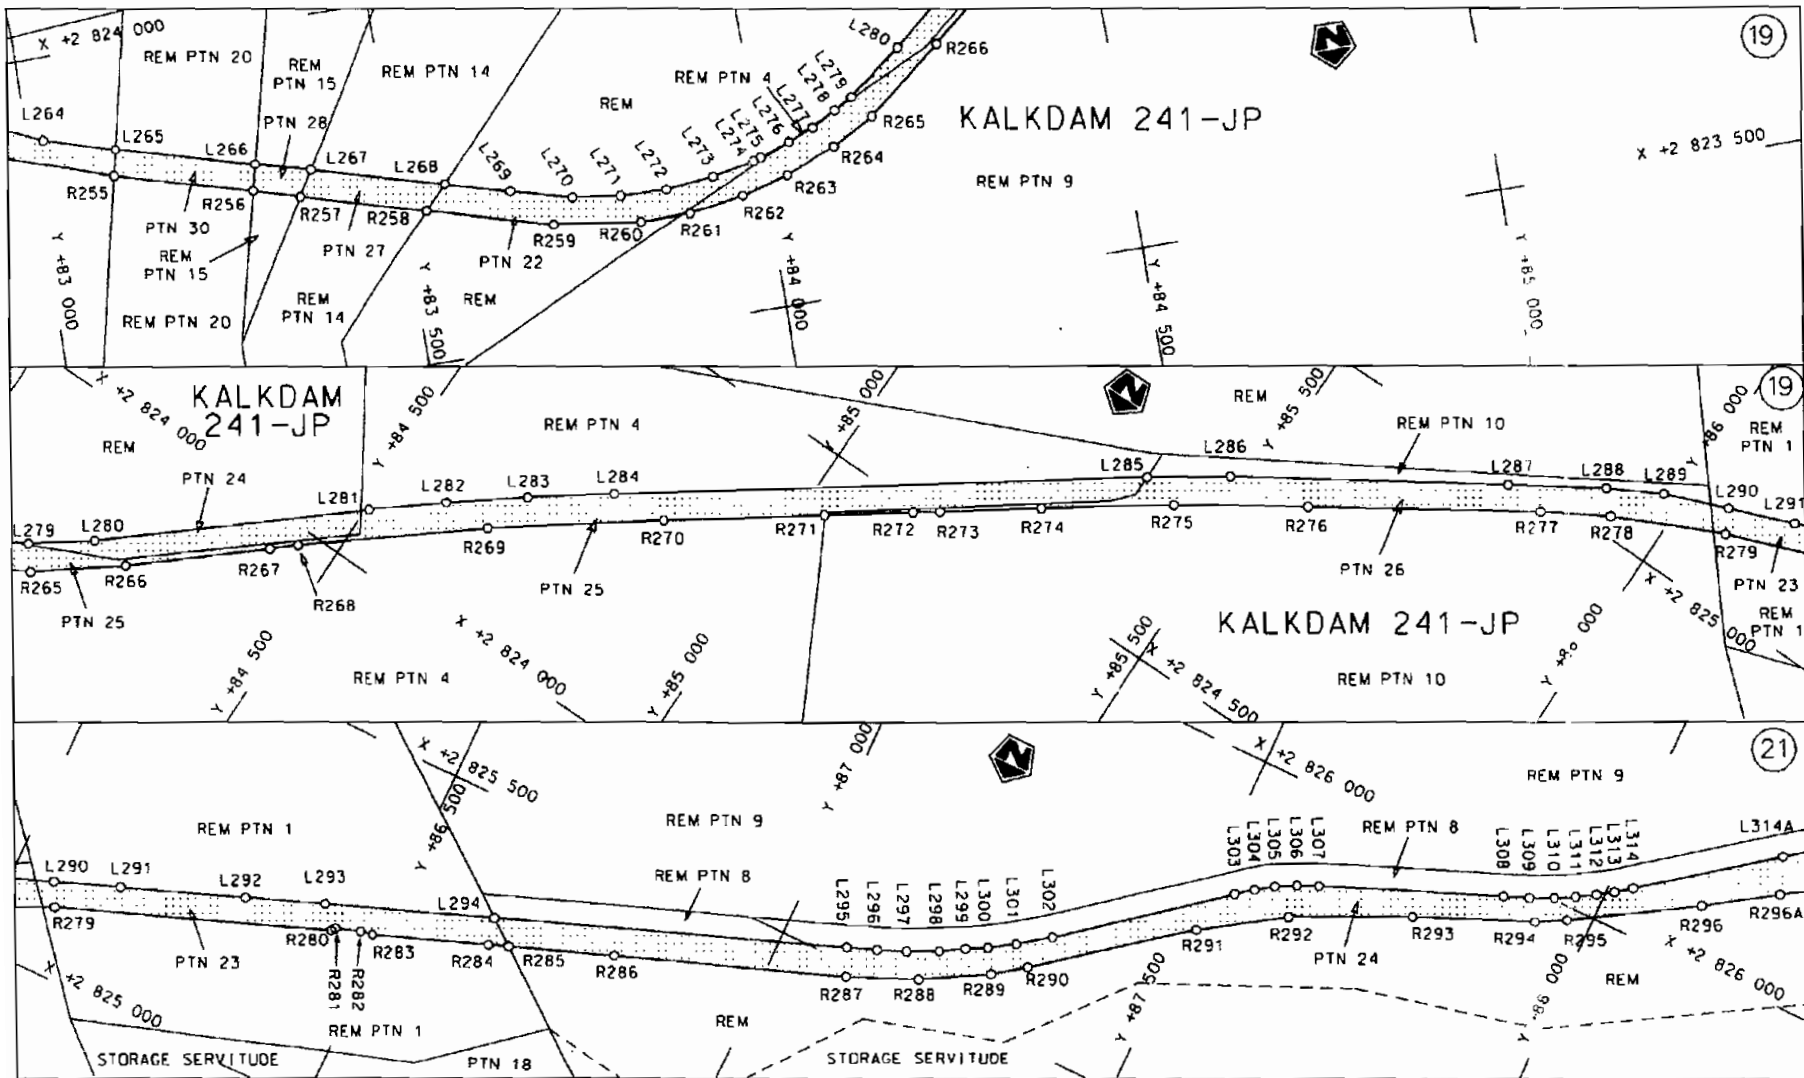 X +2 824 000
REM PTN 20
REM
PTN 15
REM PTN 14
REM PTN 4
REM
L280
R266
19
L264
L265
PTN 28
L266
L267
L268
L269
L270
L271
L272
L273
L274
L275
L276
L277
L278
L279
R265
KALKDAM 241-JP
R264
X +2 823 500
R255
R256
R257
R258
R263
REM PTN 9
PTN 30
PTN 27
R259
R260
R261
R262
REM
PTN 15
PTN 22
Y +83 000
REM PTN 20
REM
PTN 14
Y +83 500
REM
Y +84 000
Y +84 500
Y +85 000
X +2 824 000
KALKDAM
241-JP
Y +84 500
Y +85 000
Y +85 500
Y +86 000
19
REM
PTN 24
REM PTN 4
REM
REM PTN 10
REM
PTN 1
L279
L280
L281
L282
L283
L284
L285
L286
L287
L288
L289
L290
L291
R265
R266
R267
R268
R269
R270
R271
R272
R273
R274
R275
R276
R277
R278
R279
PTN 25
PTN 25
PTN 26
PTN 23
REM
PTN 1
Y +84 500
REM PTN 4
X +2 824 000
Y +85 000
KALKDAM 241-JP
Y +85 500
X +2 824 500
REM PTN 10
X +2 825 000
X +2 825 500
Y +86 500
Y +87 000
X +2 826 000
21
REM PTN 9
REM PTN 1
REM PTN 9
REM PTN 8
REM PTN 8
L290
L291
L292
L293
L294
L295
L296
L297
L298
L299
L300
L301
L302
L303
L304
L305
L306
L307
L308
L309
L310
L311
L312
L313
L314
L314A
R279
R280
R281
R282
R283
R284
R285
R286
R287
R288
R289
R290
R291
R292
R293
R294
R295
R296
R296A
PTN 23
PTN 24
X +2 825 000
REM PTN 1
REM
Y +87 500
X +2 826 000
REM
STORAGE SERVITUDE
PTN 18
STORAGE SERVITUDE